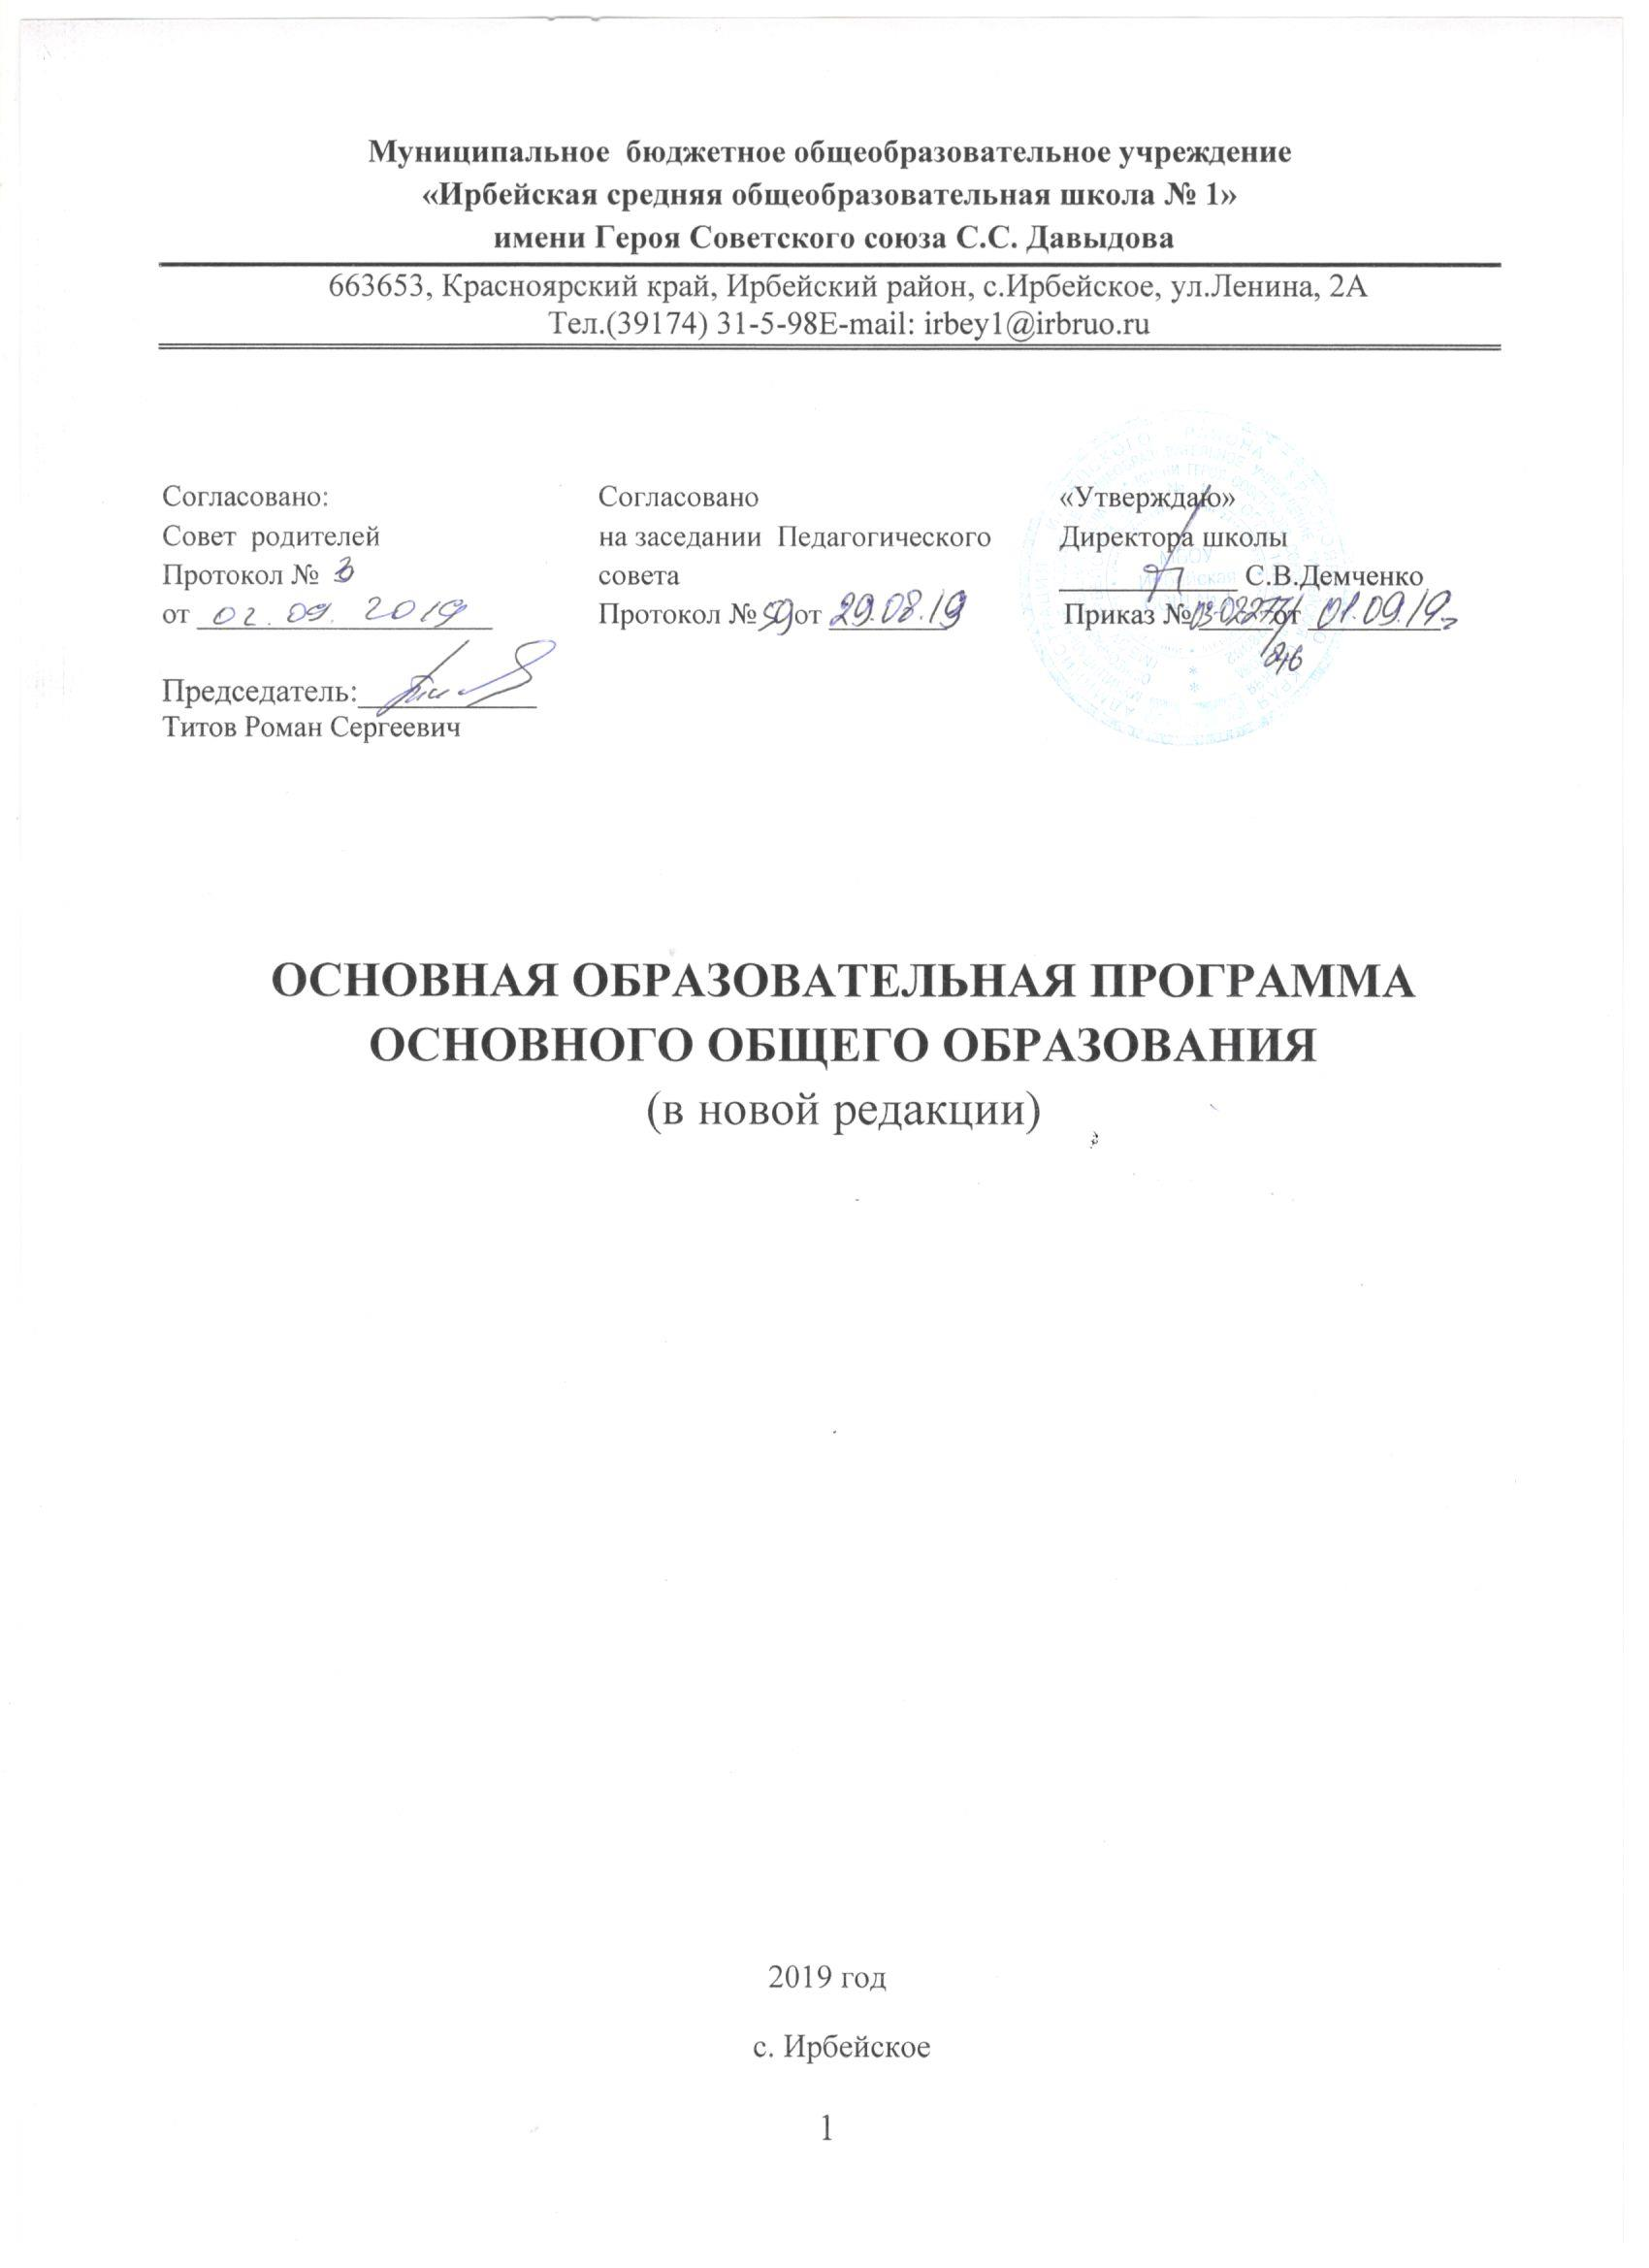 Муниципальное бюджетное общеобразовательное учреждение
«Ирбейская средняя общеобразовательная школа № 1»
имени Героя Советского союза С.С. Давыдова
663653, Красноярский край, Ирбейский район, с.Ирбейское, ул.Ленина, 2А
Тел.(39174) 31-5-98E-mail: irbey1@irbruo.ru
Согласовано:
Совет родителей
Протокол № 3
от 02.09.2019
Председатель:
Титов Роман Сергеевич
Согласовано
на заседании Педагогического
совета
Протокол № от 29.08.19
«Утверждаю»
Директора школы
С.В.Демченко
Приказ № от 01.09.19г
ОСНОВНАЯ ОБРАЗОВАТЕЛЬНАЯ ПРОГРАММА
ОСНОВНОГО ОБЩЕГО ОБРАЗОВАНИЯ
(в новой редакции)
2019 год
с. Ирбейское
1